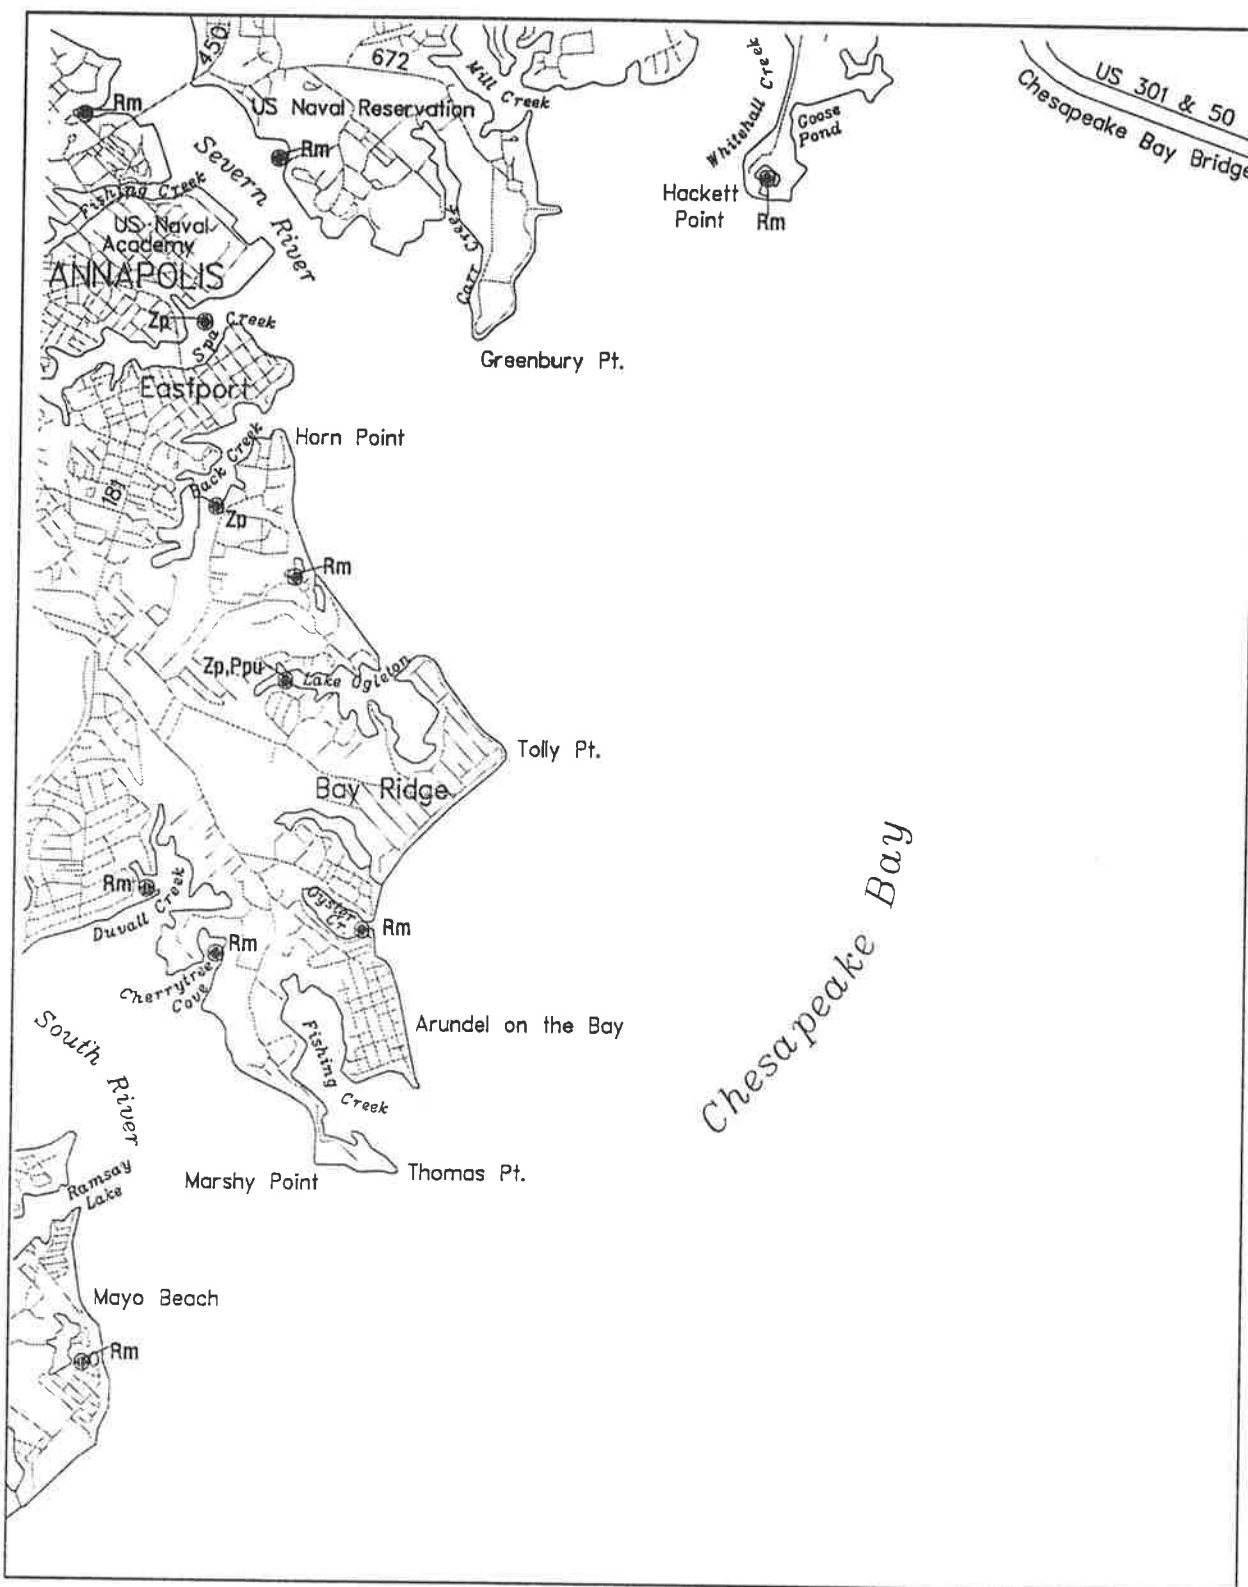 450
672
Mill Creek
Whitehall Creek
Goose
Pond
US 301 & 50
Chesapeake Bay Bridge
Rm
US Naval Reservation
Rm
Severn River
Hackett
Point
Rm
Fishing Creek
US Naval
Academy
ANNAPOLIS
Carr Creek
Zp
Spa Creek
Greenbury Pt.
Eastport
Horn Point
Back Creek
181
Zp
Rm
Zp,Ppu
Lake Ogleton
Tolly Pt.
Bay Ridge
Chesapeake Bay
Rm
Duvall Creek
Oyster
Cr
Rm
Rm
Cherrytree
Cove
Arundel on the Bay
Fishing Creek
South River
Ramsay
Lake
Marshy Point
Thomas Pt.
Mayo Beach
Rm